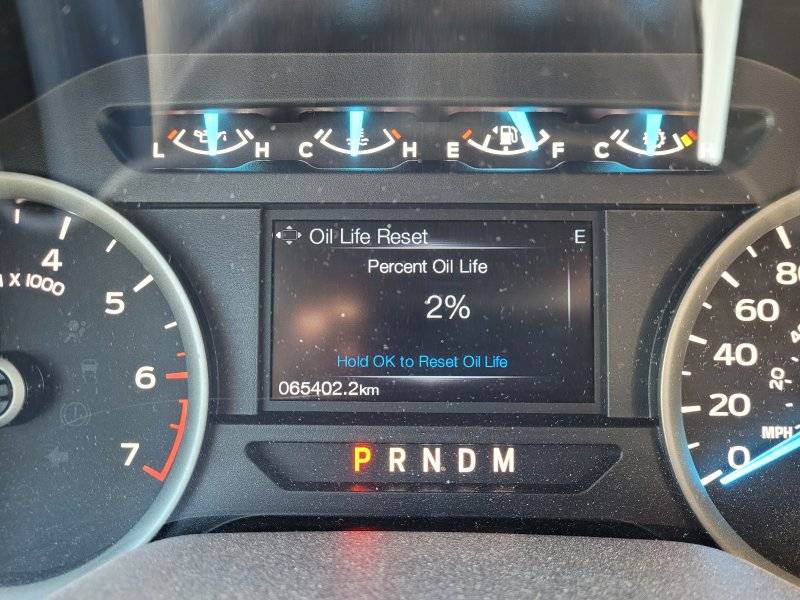 L H C H E F C H
Oil Life Reset E
Percent Oil Life
2%
Hold OK to Reset Oil Life
065402.2km
P R N D M
4
5
6
7
X 1000
80
60
40
20
0
20
MPH